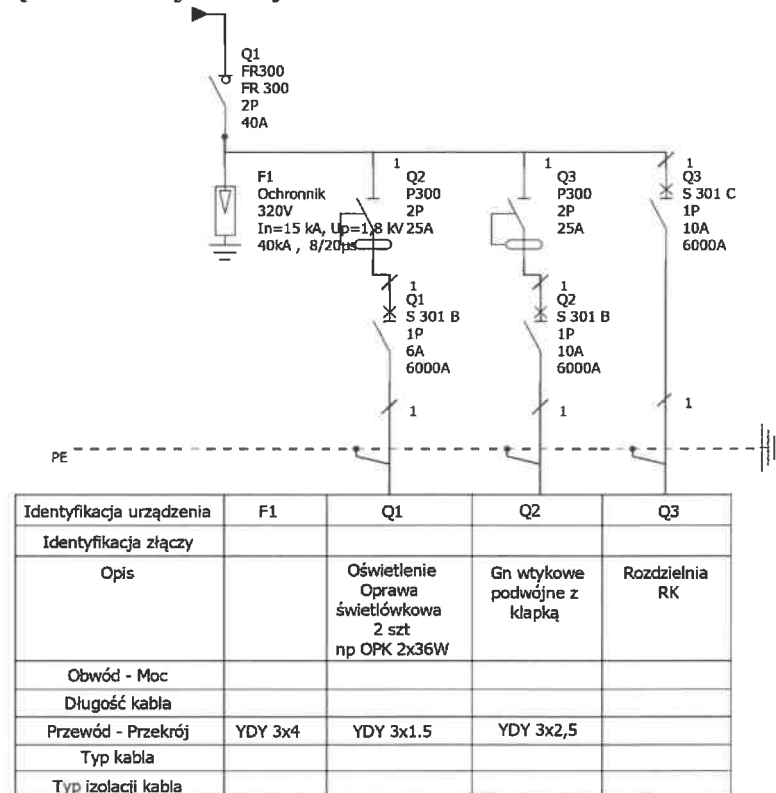 Q1
FR300
FR 300
2P
40A
F1
Ochronnik
320V
In=15 kA, Up=1,8 kV
40kA , 8/20µs
1
Q2
P300
2P
25A
1
Q3
P300
2P
25A
1
Q3
S 301 C
1P
10A
6000A
1
Q1
S 301 B
1P
6A
6000A
1
Q2
S 301 B
1P
10A
6000A
1
1
1
PE
Identyfikacja urządzenia F1 Q1 Q2 Q3
Identyfikacja złączy
Opis
Oświetlenie
Oprawa
świetlówkowa
2 szt
np OPK 2x36W
Gn wtykowe
podwójne z
klapką
Rozdzielnia
RK
Obwód - Moc
Długość kabla
Przewód - Przekrój YDY 3x4 YDY 3x1.5 YDY 3x2,5
Typ kabla
Typ izolacji kabla